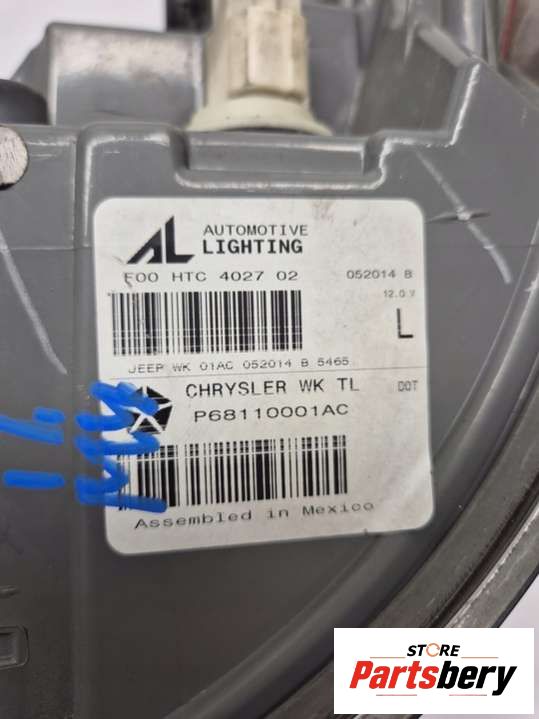 AL AUTOMOTIVE
LIGHTING
F00 HTC 4027 02 052014 B
12.0 V
L
JEEP WK 01AC 052014 B 5465
CHRYSLER WK TL DOT
P68110001AC
Assembled in Mexico
STORE
Partsbery